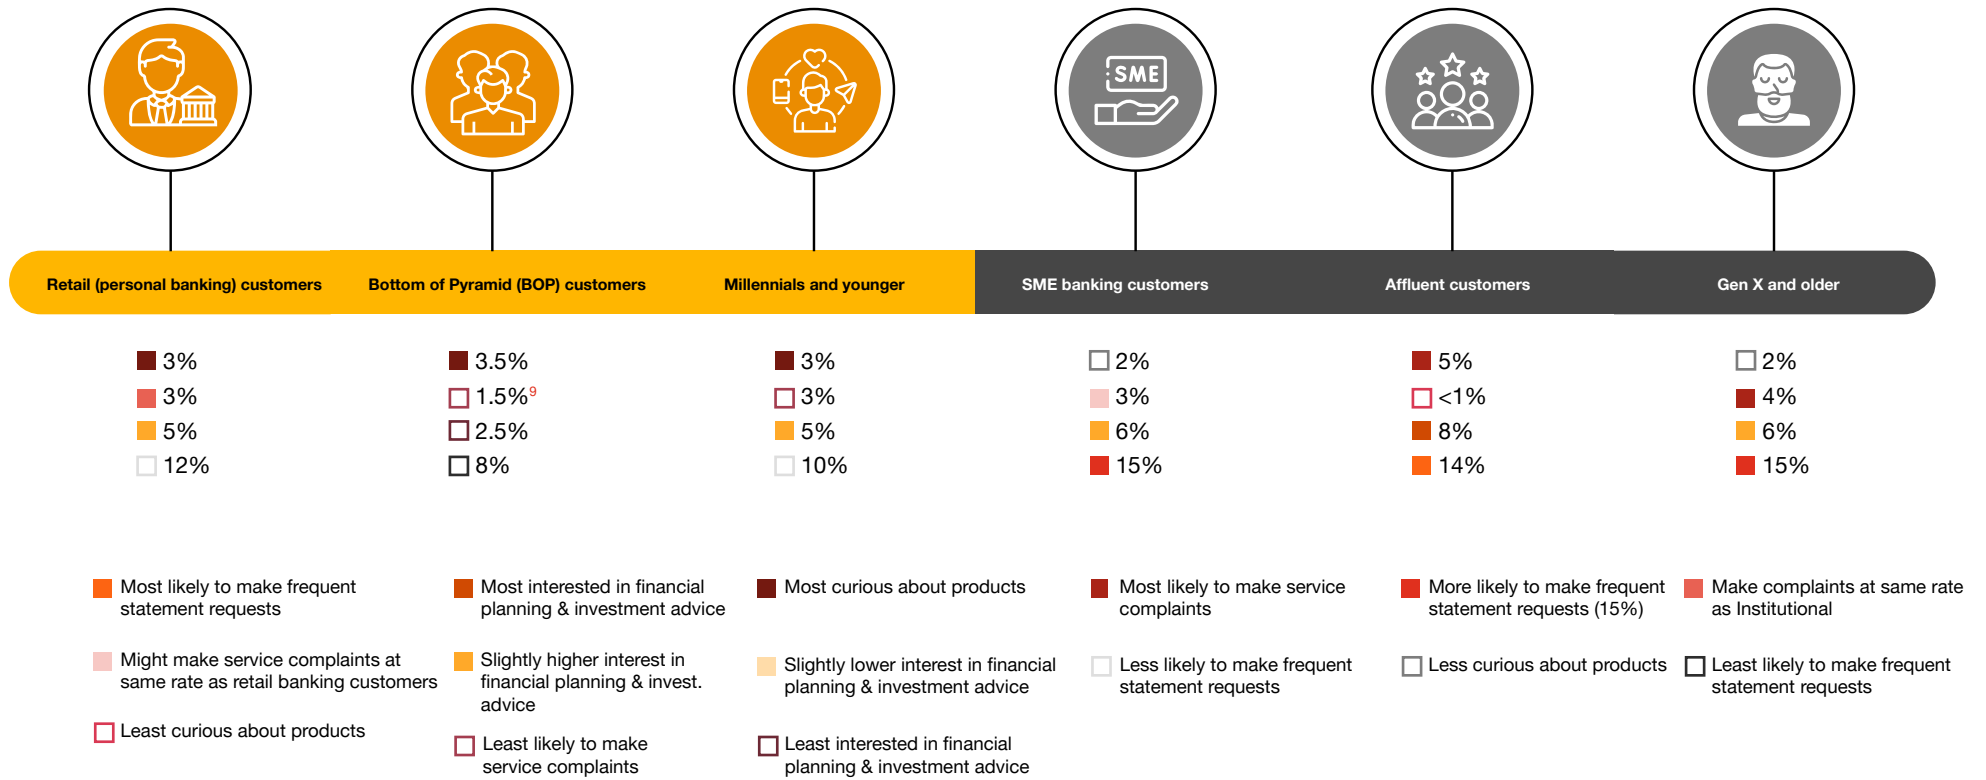 SME
Retail (personal banking) customers
Bottom of Pyramid (BOP) customers
Millennials and younger
SME banking customers
Affluent customers
Gen X and older
3%
3%
5%
12%
3.5%
1.5%9
2.5%
8%
3%
3%
5%
10%
2%
3%
6%
15%
5%
<1%
8%
14%
2%
4%
6%
15%
Most likely to make frequent
statement requests
Most interested in financial
planning & investment advice
Most curious about products
Most likely to make service
complaints
More likely to make frequent
statement requests (15%)
Make complaints at same rate
as Institutional
Might make service complaints at
same rate as retail banking customers
Slightly higher interest in
financial planning & invest.
advice
Slightly lower interest in financial
planning & investment advice
Less likely to make frequent
statement requests
Less curious about products
Least likely to make frequent
statement requests
Least curious about products
Least likely to make
service complaints
Least interested in financial
planning & investment advice